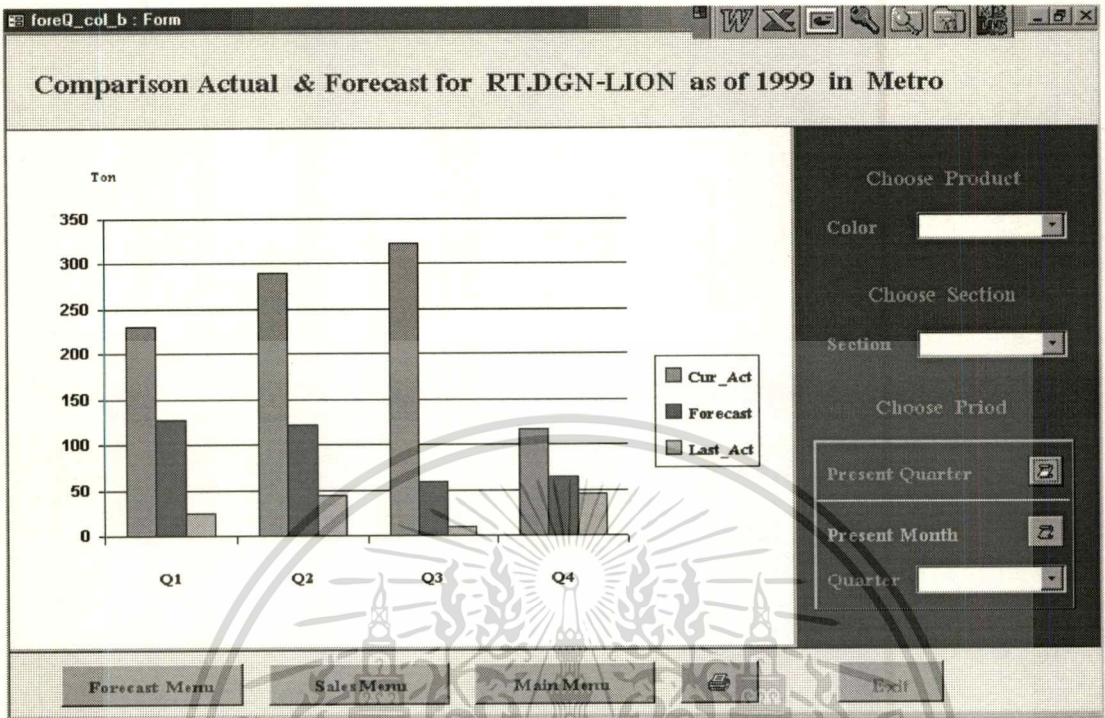 foreQ_col_b : Form
Comparison Actual & Forecast for RT.DGN-LION as of 1999 in Metro
Ton
350
300
250
200
150
100
50
0
Q1 Q2 Q3 Q4
Cur_Act
Forecast
Last_Act
Choose Product
Color
Choose Section
Section
Choose Priod
Present Quarter
Present Month
Quarter
Forecast Menu Sales Menu Main Menu Exit